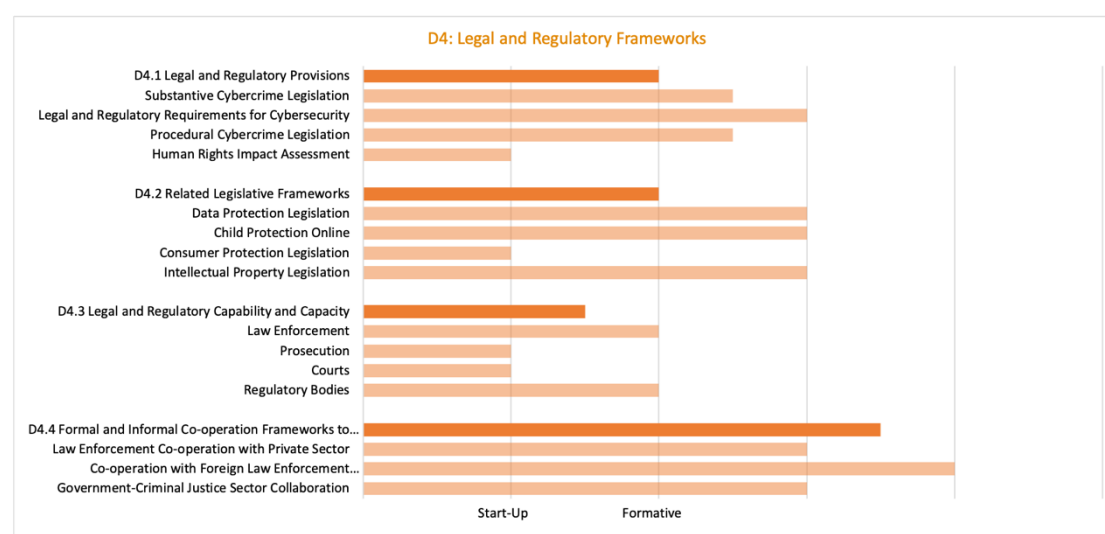 D4: Legal and Regulatory Frameworks
D4.1 Legal and Regulatory Provisions
Substantive Cybercrime Legislation
Legal and Regulatory Requirements for Cybersecurity
Procedural Cybercrime Legislation
Human Rights Impact Assessment
D4.2 Related Legislative Frameworks
Data Protection Legislation
Child Protection Online
Consumer Protection Legislation
Intellectual Property Legislation
D4.3 Legal and Regulatory Capability and Capacity
Law Enforcement
Prosecution
Courts
Regulatory Bodies
D4.4 Formal and Informal Co-operation Frameworks to...
Law Enforcement Co-operation with Private Sector
Co-operation with Foreign Law Enforcement...
Government-Criminal Justice Sector Collaboration
Start-Up Formative